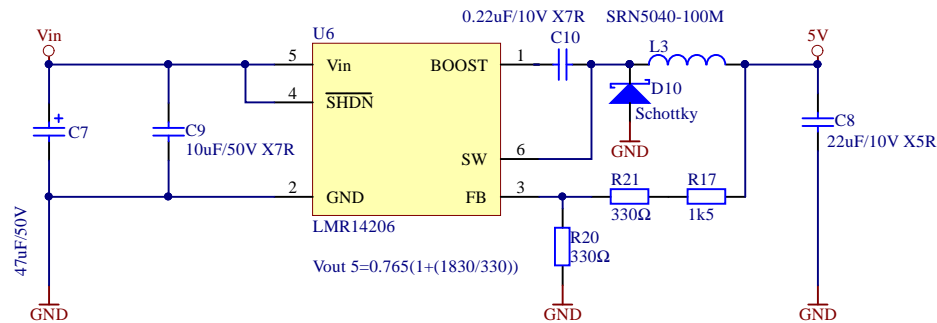 0.22uF/10V X7R
SRN5040-100M
Vin
U6
C10
L3
5V
5
Vin
BOOST
1
4
SHDN
D10
Schottky
C7
C9
10uF/50V X7R
C8
22uF/10V X5R
GND
SW
6
2
GND
FB
3
R21
330Ω
R17
1k5
47uF/50V
LMR14206
R20
330Ω
Vout 5=0.765(1+(1830/330))
GND
GND
GND